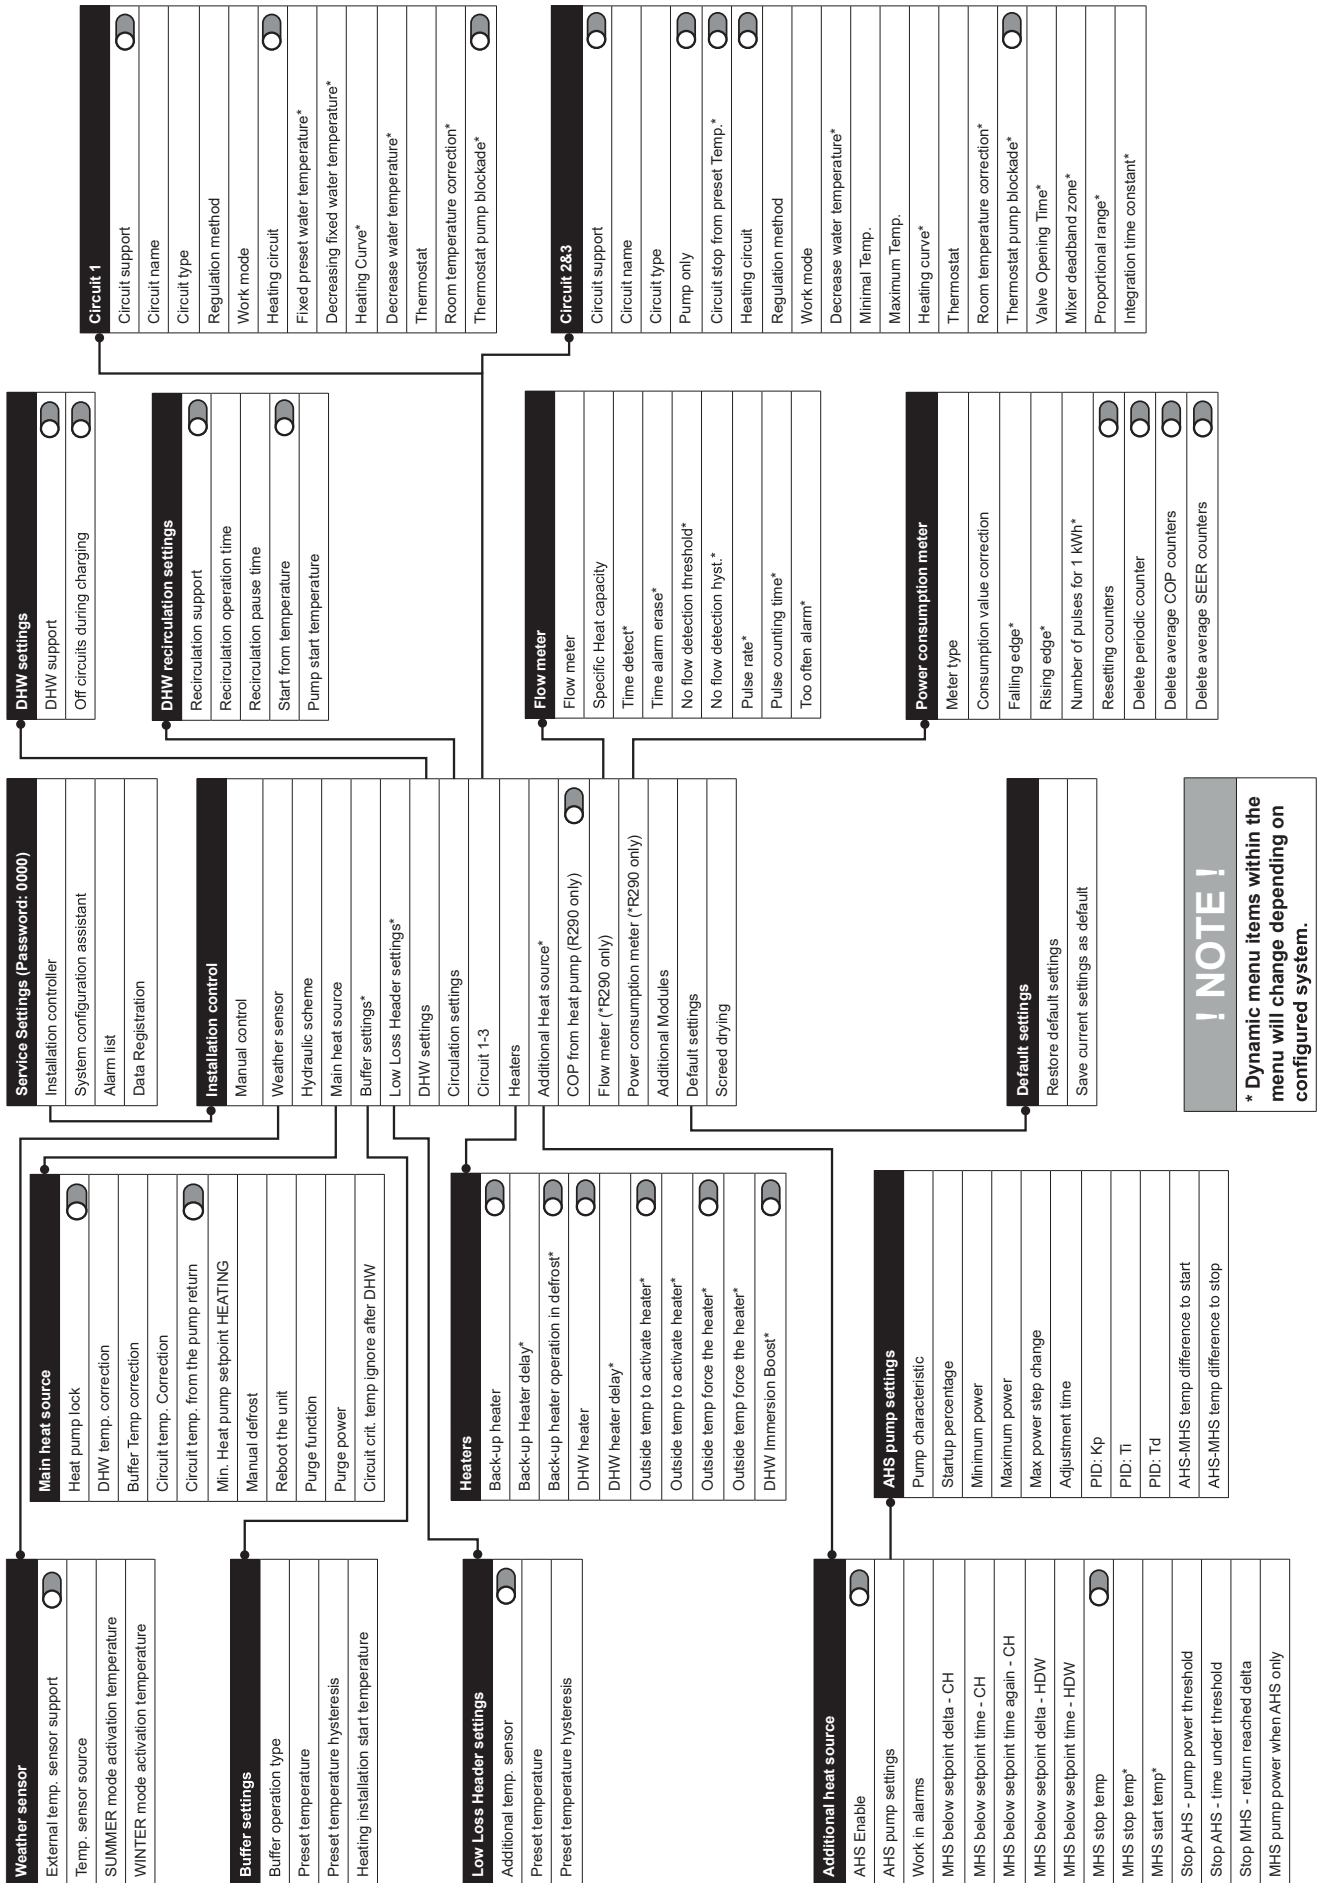 Weather sensor
External temp. sensor support
Temp. sensor source
SUMMER mode activation temperature
WINTER mode activation temperature
Buffer settings
Buffer operation type
Preset temperature
Preset temperature hysteresis
Heating installation start temperature
Low Loss Header settings
Additional temp. sensor
Preset temperature
Preset temperature hysteresis
Additional heat source
AHS Enable
AHS pump settings
Work in alarms
MHS below setpoint delta - CH
MHS below setpoint time - CH
MHS below setpoint time again - CH
MHS below setpoint delta - HDW
MHS below setpoint time - HDW
MHS stop temp
MHS stop temp*
MHS start temp*
Stop AHS - pump power threshold
Stop AHS - time under threshold
Stop MHS - return reached delta
MHS pump power when AHS only
Main heat source
Heat pump lock
DHW temp. correction
Buffer Temp correction
Circuit temp. Correction
Circuit temp. from the pump return
Min. Heat pump setpoint HEATING
Manual defrost
Reboot the unit
Purge function
Purge power
Circuit crit. temp ignore after DHW
Heaters
Back-up heater
Back-up Heater delay*
Back-up heater operation in defrost*
DHW heater
DHW heater delay*
Outside temp to activate heater*
Outside temp to activate heater*
Outside temp force the heater*
Outside temp force the heater*
DHW Immersion Boost*
AHS pump settings
Pump characteristic
Startup percentage
Minimum power
Maximum power
Max power step change
Adjustment time
PID: Kp
PID: Ti
PID: Td
AHS-MHS temp difference to start
AHS-MHS temp difference to stop
Service Settings (Password: 0000)
Installation controller
System configuration assistant
Alarm list
Data Registration
Installation control
Manual control
Weather sensor
Hydraulic scheme
Main heat source
Buffer settings*
Low Loss Header settings*
DHW settings
Circulation settings
Circuit 1-3
Heaters
Additional Heat source*
COP from heat pump (R290 only)
Flow meter (*R290 only)
Power consumption meter (*R290 only)
Additional Modules
Default settings
Screed drying
Default settings
Restore default settings
Save current settings as default
! NOTE !
* Dynamic menu items within the
menu will change depending on
configured system.
DHW settings
DHW support
Off circuits during charging
DHW recirculation settings
Recirculation support
Recirculation operation time
Recirculation pause time
Start from temperature
Pump start temperature
Flow meter
Flow meter
Specific Heat capacity
Time detect*
Time alarm erase*
No flow detection threshold*
No flow detection hyst.*
Pulse rate*
Pulse counting time*
Too often alarm*
Power consumption meter
Meter type
Consumption value correction
Falling edge*
Rising edge*
Number of pulses for 1 kWh*
Resetting counters
Delete periodic counter
Delete average COP counters
Delete average SEER counters
Circuit 1
Circuit support
Circuit name
Circuit type
Regulation method
Work mode
Heating circuit
Fixed preset water temperature*
Decreasing fixed water temperature*
Heating Curve*
Decrease water temperature*
Thermostat
Room temperature correction*
Thermostat pump blockade*
Circuit 2&3
Circuit support
Circuit name
Circuit type
Pump only
Circuit stop from preset Temp.*
Heating circuit
Regulation method
Work mode
Decrease water temperature*
Minimal Temp.
Maximum Temp.
Heating curve*
Thermostat
Room temperature correction*
Thermostat pump blockade*
Valve Opening Time*
Mixer deadband zone*
Proportional range*
Integration time constant*